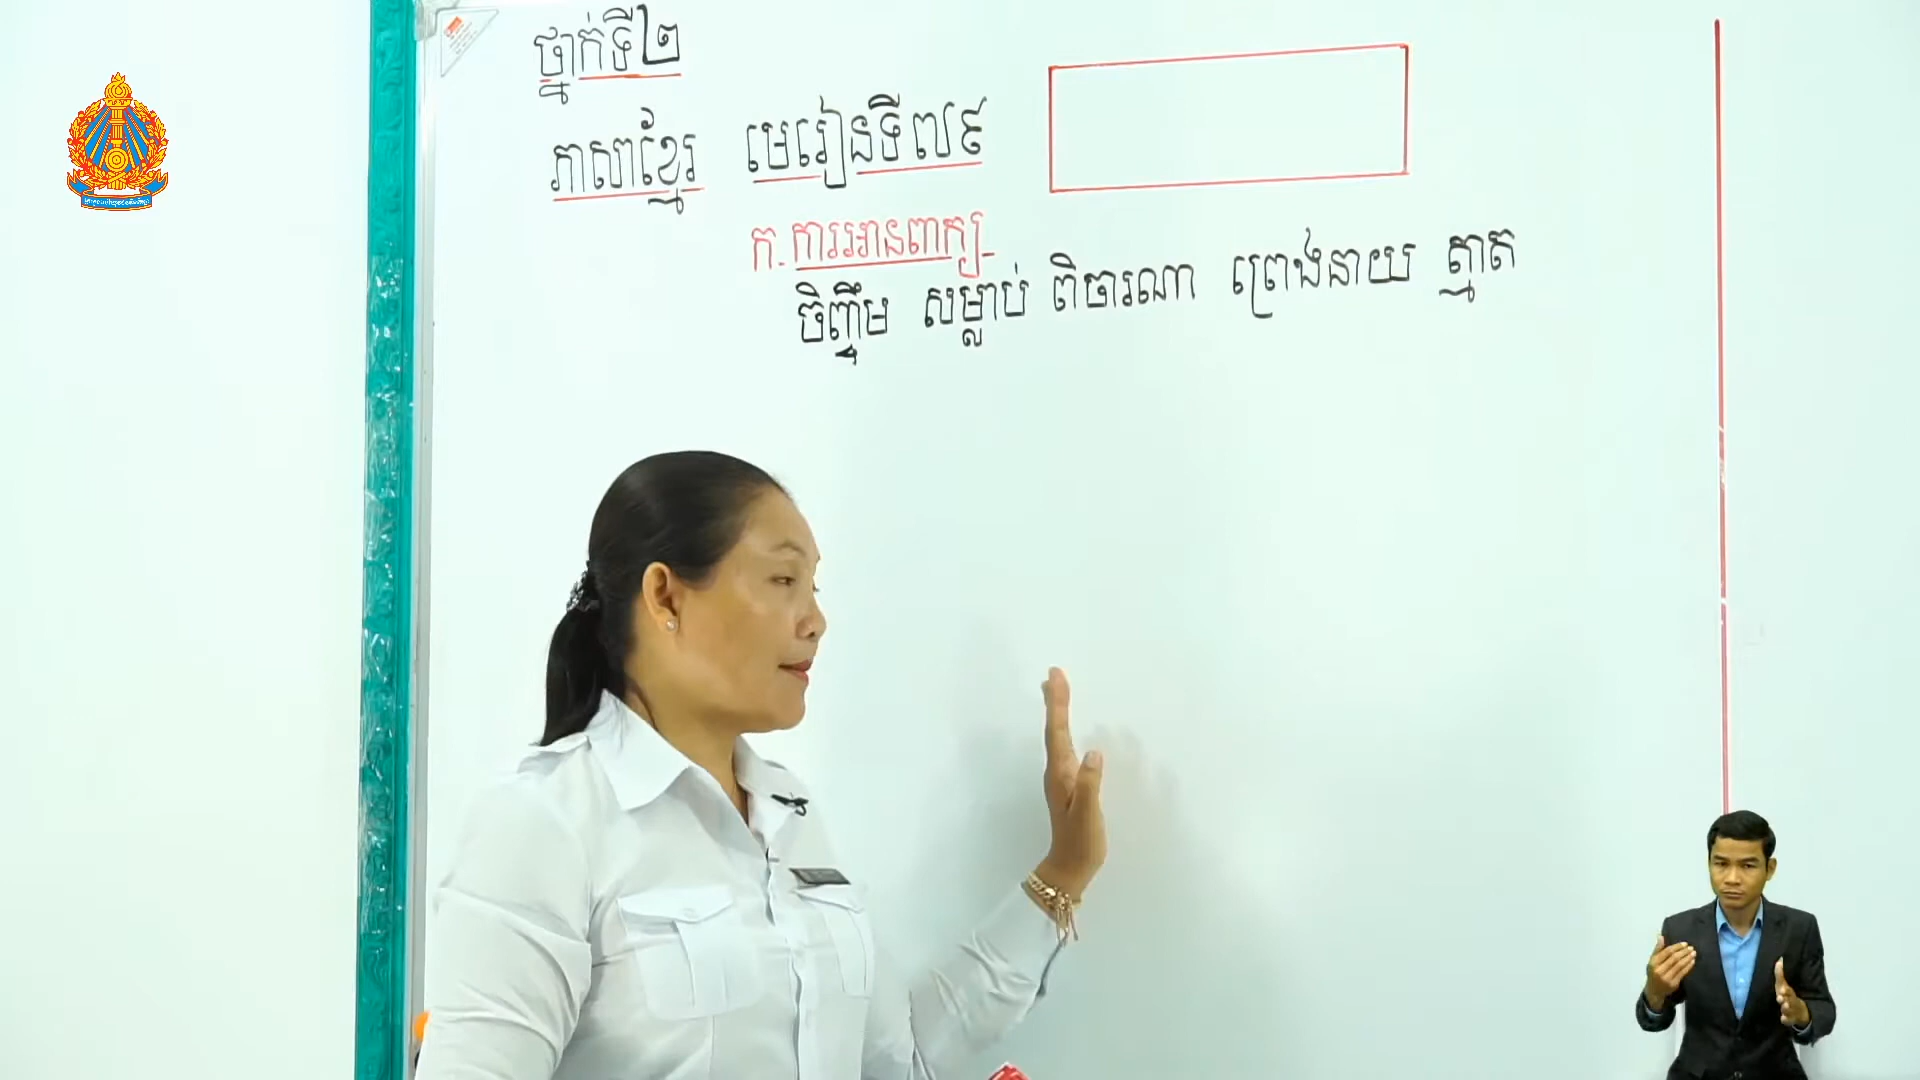 ថ្នាក់ទី២
ភាសាខ្មែរ មេរៀនទី៧៩
ក.ការអានពាក្យ
ចិញ្ចឹម សម្លាប់ ពិចារណា ព្រេងនាយ ត្មាត